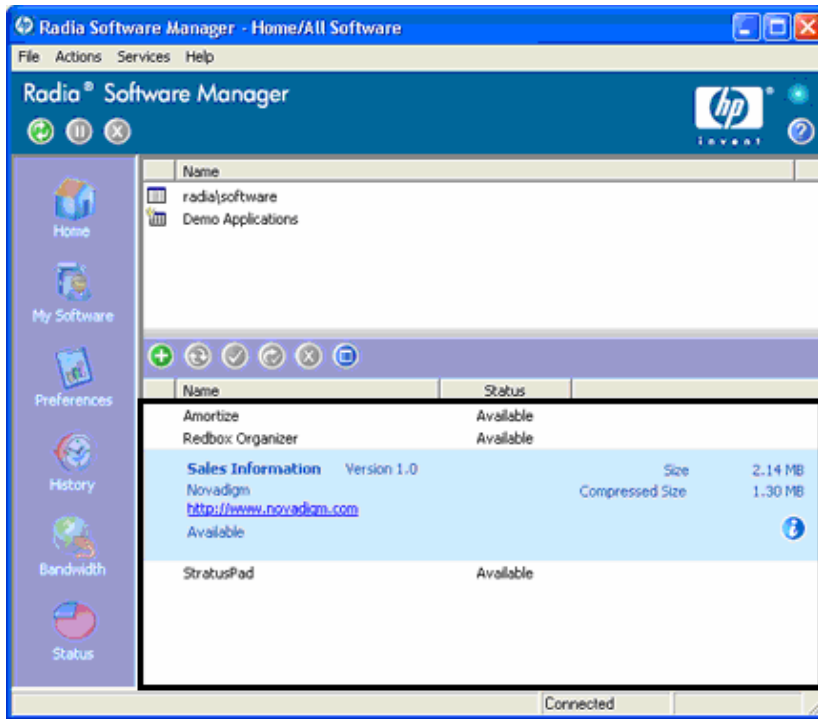 Radia Software Manager - Home/All Software
File Actions Services Help
Radia® Software Manager
hp
invent
Home
My Software
Preferences
History
Bandwidth
Status
Name
radia\software
Demo Applications
Name Status
Amortize Available
Redbox Organizer Available
Sales Information Version 1.0 Size 2.14 MB
Novadigm Compressed Size 1.30 MB
http://www.novadigm.com
Available
StratusPad Available
Connected